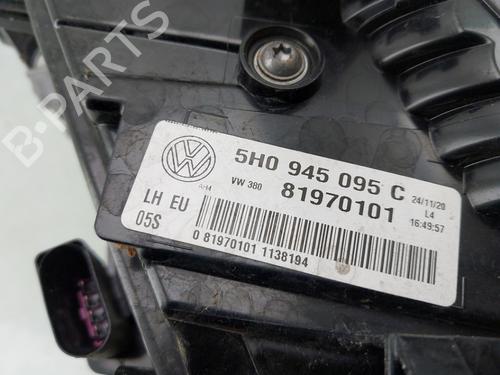 B-PARTS
5H0 945 095 C
VW 380 81970101
24/11/20
L4
16:49:57
LH EU
05S
0 81970101 1138194
B-PARTS